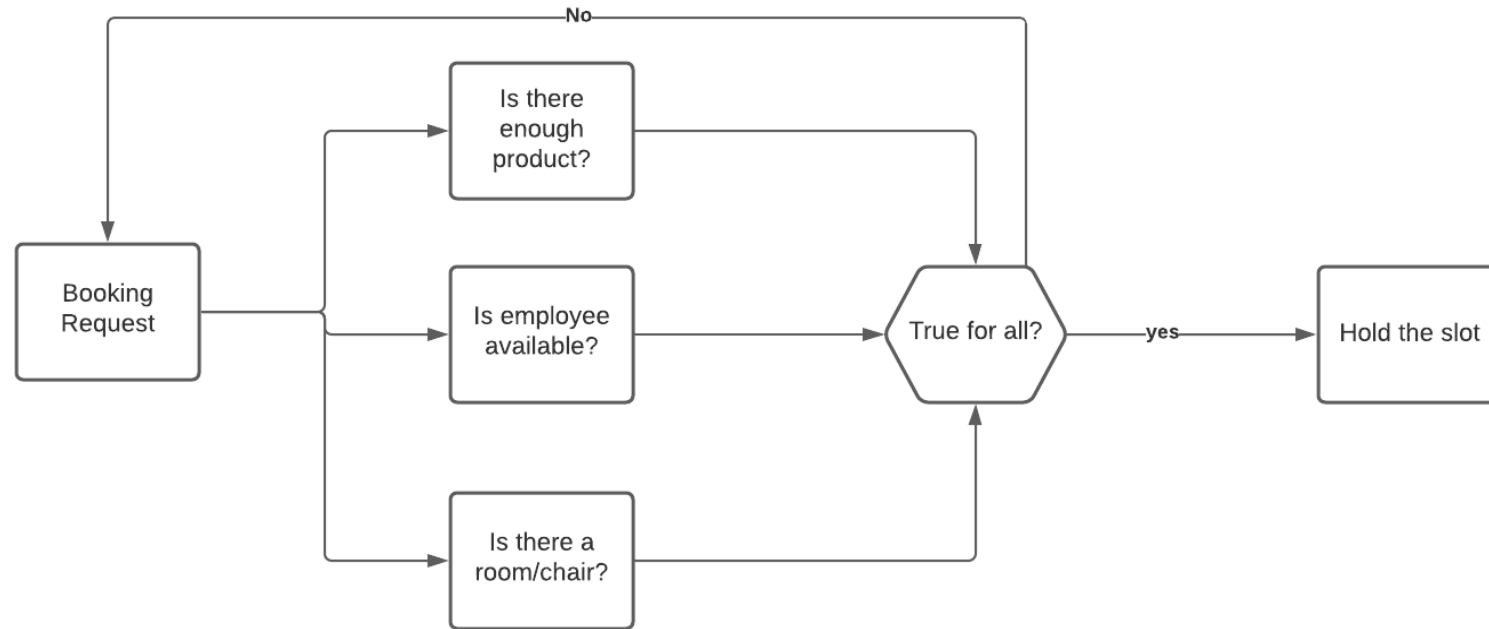 No
Is there
enough
product?
Booking
Request
Is employee
available?
True for all?
yes
Hold the slot
Is there a
room/chair?